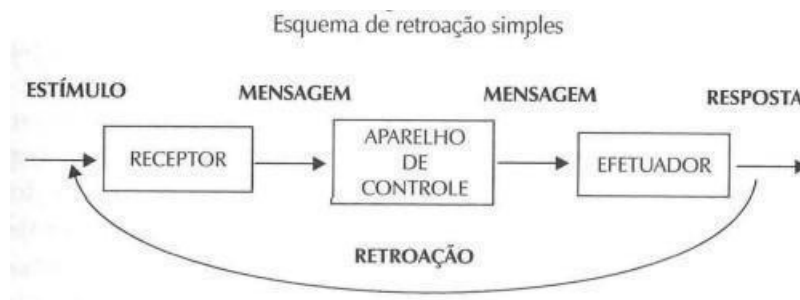 Esquema de retroação simples
ESTÍMULO
MENSAGEM
MENSAGEM
RESPOSTA
RECEPTOR
APARELHO
DE
CONTROLE
EFETUADOR
RETROAÇÃO